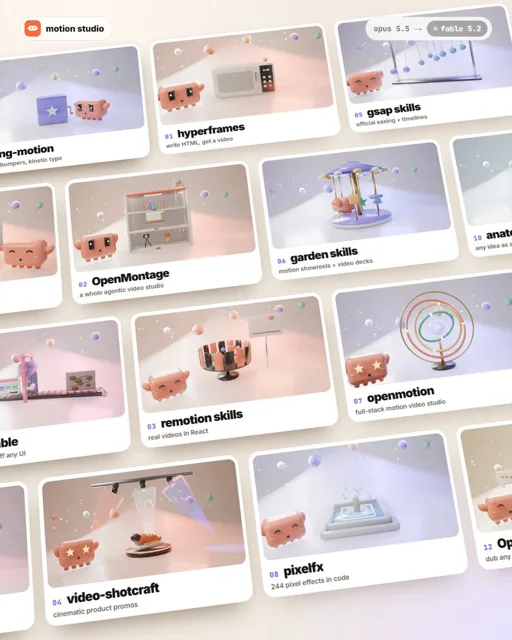 motion studio
opus 5.5 → fable 5.2
ng-motion
bumpers, kinetic type
01 hyperframes
write HTML, get a video
05 gsap skills
official easing + timelines
02 OpenMontage
a whole agentic video studio
06 garden skills
motion showreels + video decks
10 anat
any idea as a
ble
ff any UI
03 remotion skills
real videos in React
07 openmotion
full-stack motion video studio
04 video-shotcraft
cinematic product promos
08 pixelfx
244 pixel effects in code
12 Op
dub any